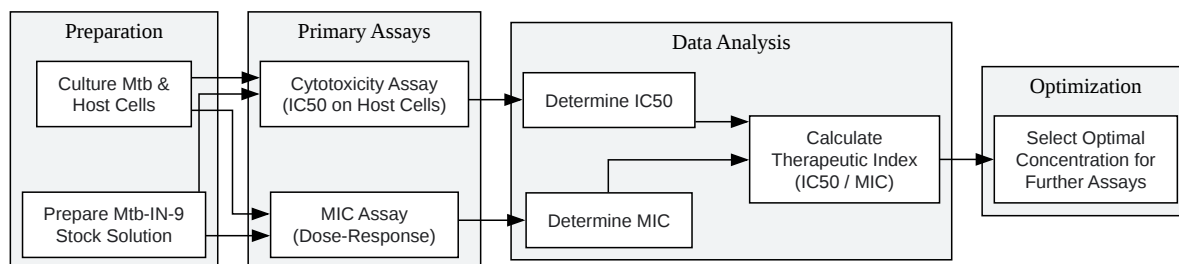 Preparation
Culture Mtb &
Host Cells
Prepare Mtb-IN-9
Stock Solution
Primary Assays
Cytotoxicity Assay
(IC50 on Host Cells)
MIC Assay
(Dose-Response)
Data Analysis
Determine IC50
Determine MIC
Calculate
Therapeutic Index
(IC50 / MIC)
Optimization
Select Optimal
Concentration for
Further Assays